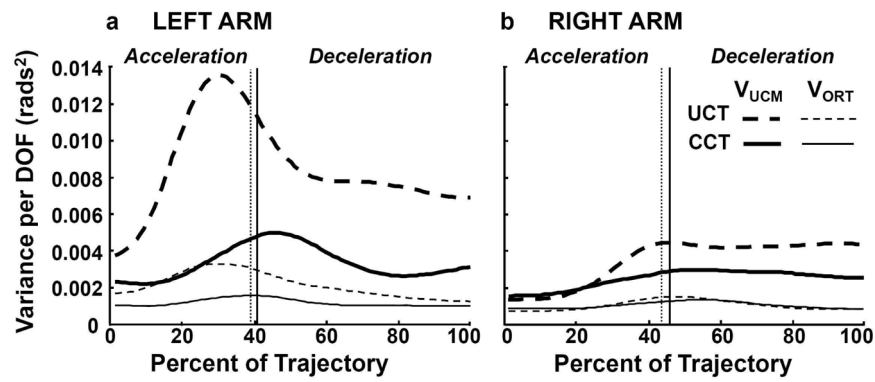 a LEFT ARM
b RIGHT ARM
Acceleration Deceleration
Acceleration Deceleration
Variance per DOF (rads²)
0.014
0.014
0.010
0.008
0.006
0.004
0.002
0
V_UCM V_ORT
UCT
CCT
0 20 40 60 80 100
0 20 40 60 80 100
Percent of Trajectory
Percent of Trajectory